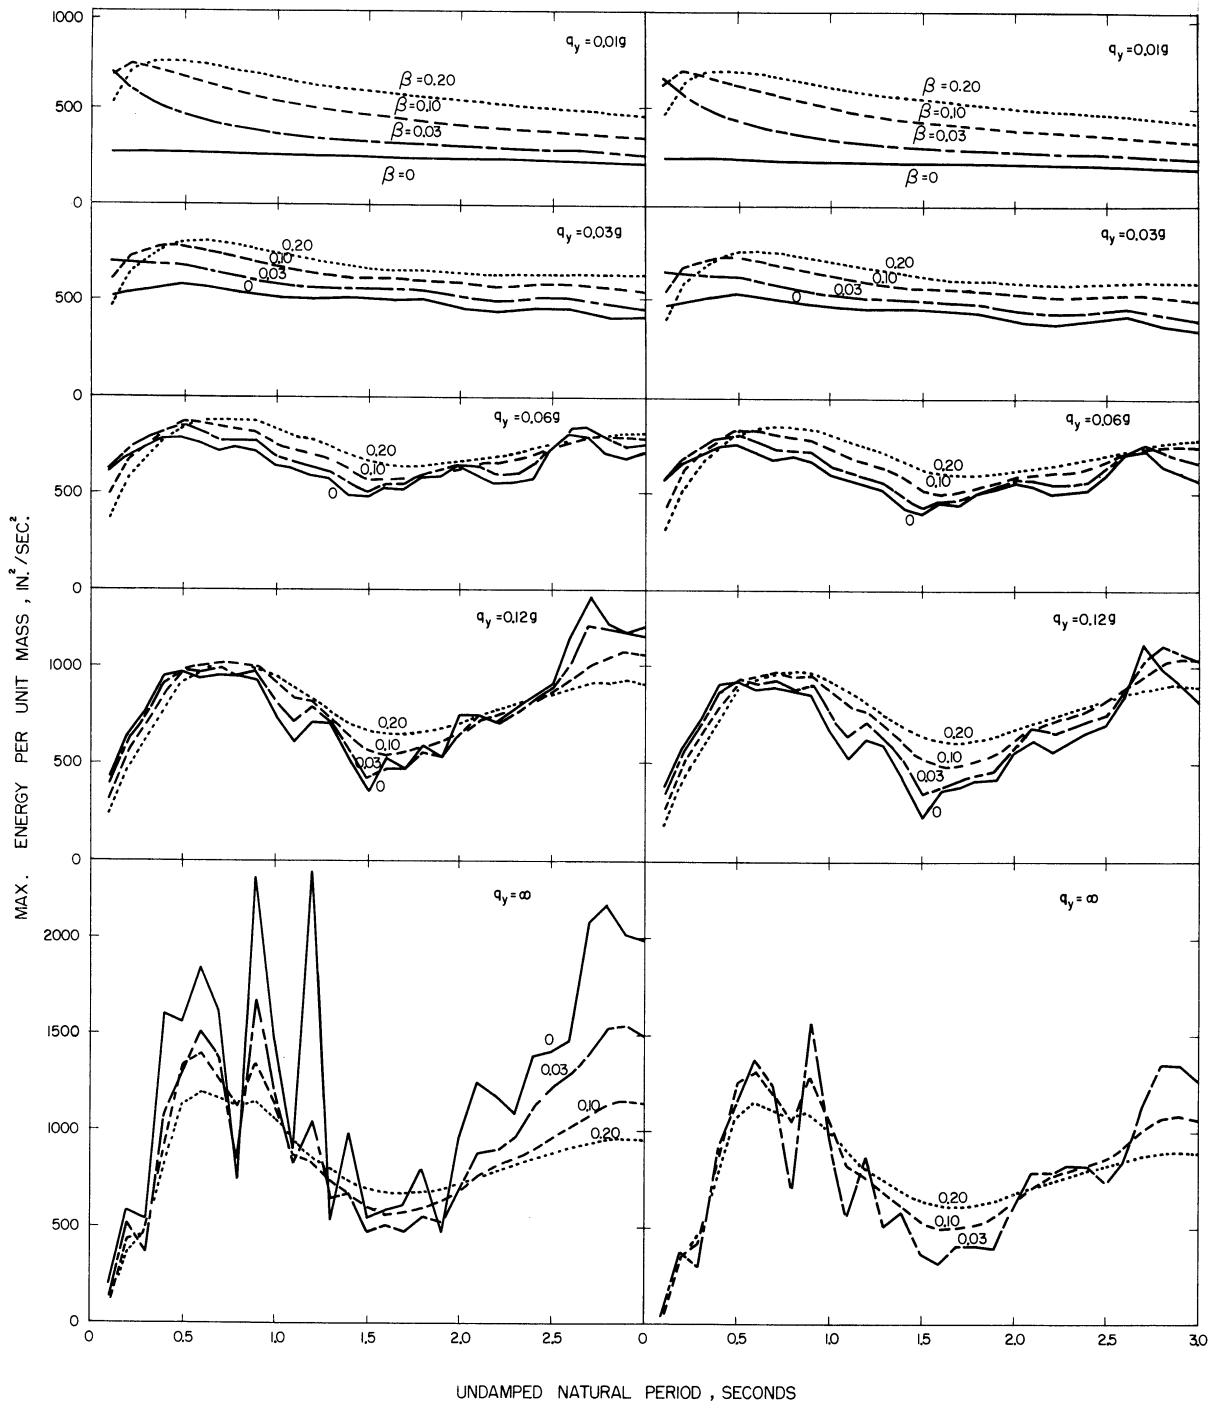 1000
500
0
q_y = 0.01g
β = 0.20
β = 0.10
β = 0.03
β = 0
q_y = 0.01g
β = 0.20
β = 0.10
β = 0.03
β = 0
500
0
q_y = 0.03g
0.20
0.10
0.03
0
q_y = 0.03g
0.20
0.10
0.03
0
500
0
q_y = 0.06g
0.20
0.10
0
q_y = 0.06g
0.20
0.10
0
1000
500
0
q_y = 0.12g
0.20
0.10
0.03
0
q_y = 0.12g
0.20
0.10
0.03
0
2000
1500
1000
500
0
q_y = ∞
0
0.03
0.10
0.20
q_y = ∞
0.20
0.10
0.03
0 0.5 1.0 1.5 2.0 2.5 0 0.5 1.0 1.5 2.0 2.5 3.0
MAX. ENERGY PER UNIT MASS, IN.²/SEC.²
UNDAMPED NATURAL PERIOD, SECONDS